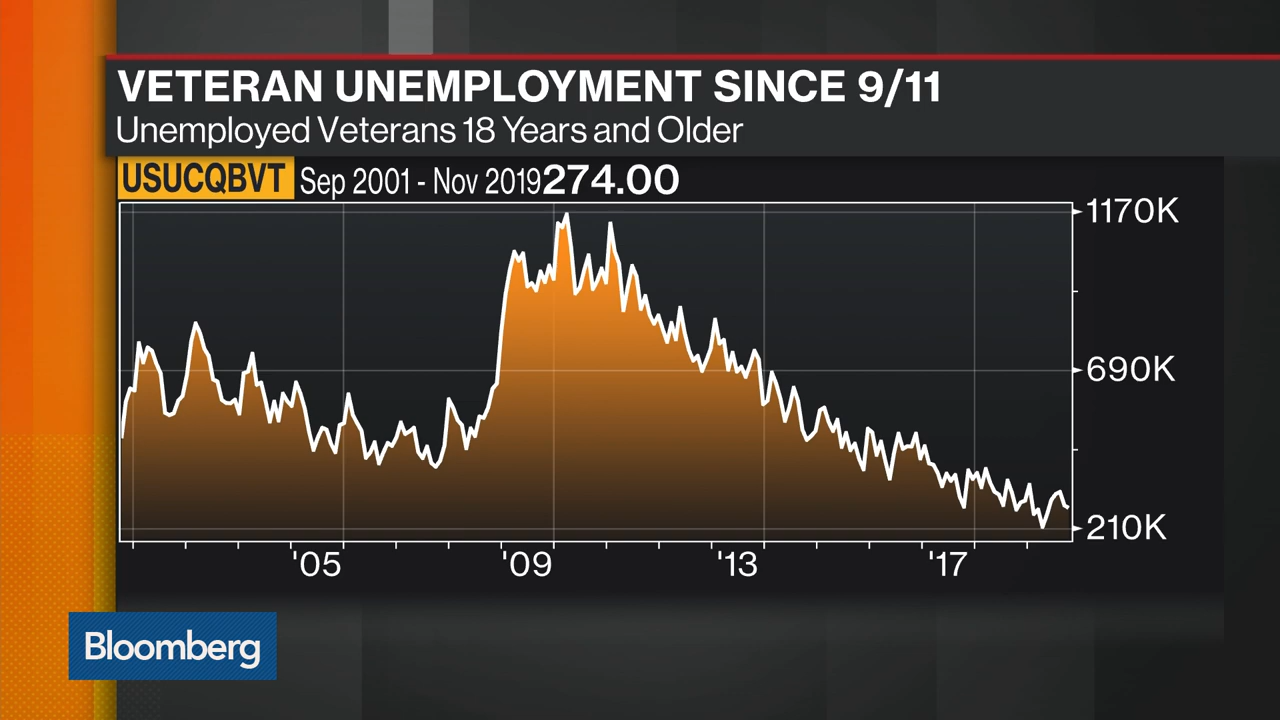 VETERAN UNEMPLOYMENT SINCE 9/11
Unemployed Veterans 18 Years and Older
USUCQBVT Sep 2001 - Nov 2019 274.00
1170K
690K
210K
'05 '09 '13 '17
Bloomberg